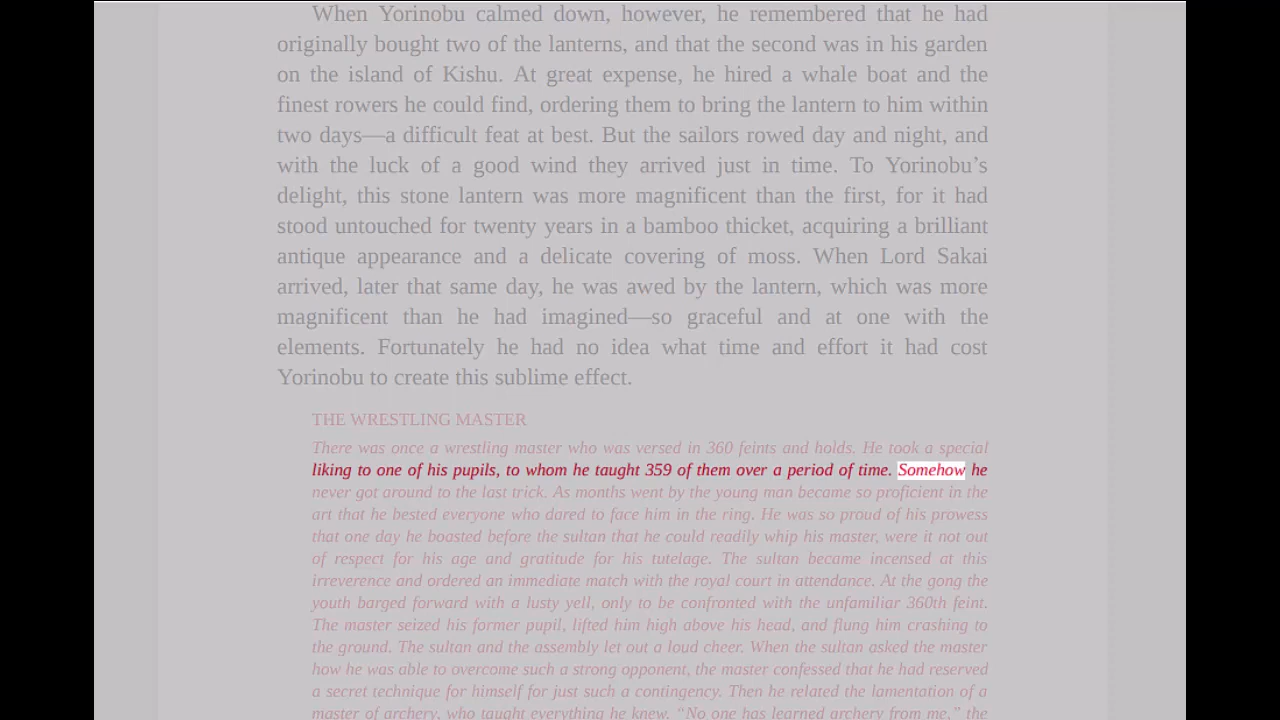 When Yorinobu calmed down, however, he remembered that he had
originally bought two of the lanterns, and that the second was in his garden
on the island of Kishu. At great expense, he hired a whale boat and the
finest rowers he could find, ordering them to bring the lantern to him within
two days—a difficult feat at best. But the sailors rowed day and night, and
with the luck of a good wind they arrived just in time. To Yorinobu’s
delight, this stone lantern was more magnificent than the first, for it had
stood untouched for twenty years in a bamboo thicket, acquiring a brilliant
antique appearance and a delicate covering of moss. When Lord Sakai
arrived, later that same day, he was awed by the lantern, which was more
magnificent than he had imagined—so graceful and at one with the
elements. Fortunately he had no idea what time and effort it had cost
Yorinobu to create this sublime effect.
THE WRESTLING MASTER
There was once a wrestling master who was versed in 360 feints and holds. He took a special
liking to one of his pupils, to whom he taught 359 of them over a period of time. Somehow he
never got around to the last trick. As months went by the young man became so proficient in the
art that he bested everyone who dared to face him in the ring. He was so proud of his prowess
that one day he boasted before the sultan that he could readily whip his master, were it not out
of respect for his age and gratitude for his tutelage. The sultan became incensed at this
irreverence and ordered an immediate match with the royal court in attendance. At the gong the
youth barged forward with a lusty yell, only to be confronted with the unfamiliar 360th feint.
The master seized his former pupil, lifted him high above his head, and flung him crashing to
the ground. The sultan and the assembly let out a loud cheer. When the sultan asked the master
how he was able to overcome such a strong opponent, the master confessed that he had reserved
a secret technique for himself for just such a contingency. Then he related the lamentation of a
master of archery, who taught everything he knew. “No one has learned archery from me,” the